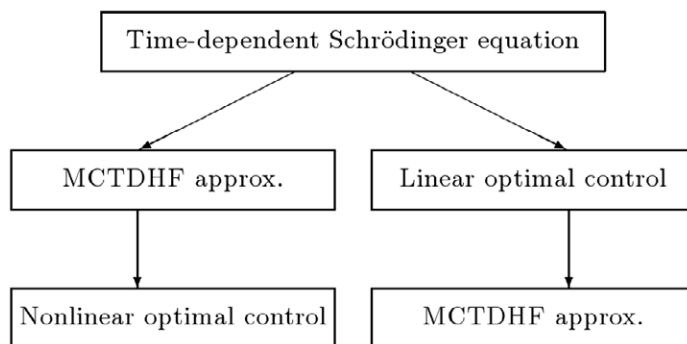 Time-dependent Schrödinger equation
MCTDHF approx.
Linear optimal control
Nonlinear optimal control
MCTDHF approx.